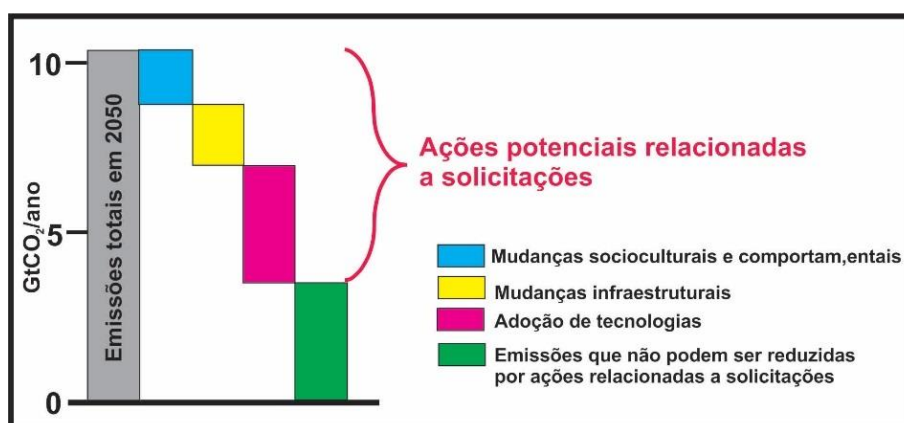 10
5
0
GtCO₂/ano
Emissões totais em 2050
Ações potenciais relacionadas
a solicitações
Mudanças socioculturais e comportam,entais
Mudanças infraestruturais
Adoção de tecnologias
Emissões que não podem ser reduzidas
por ações relacionadas a solicitações